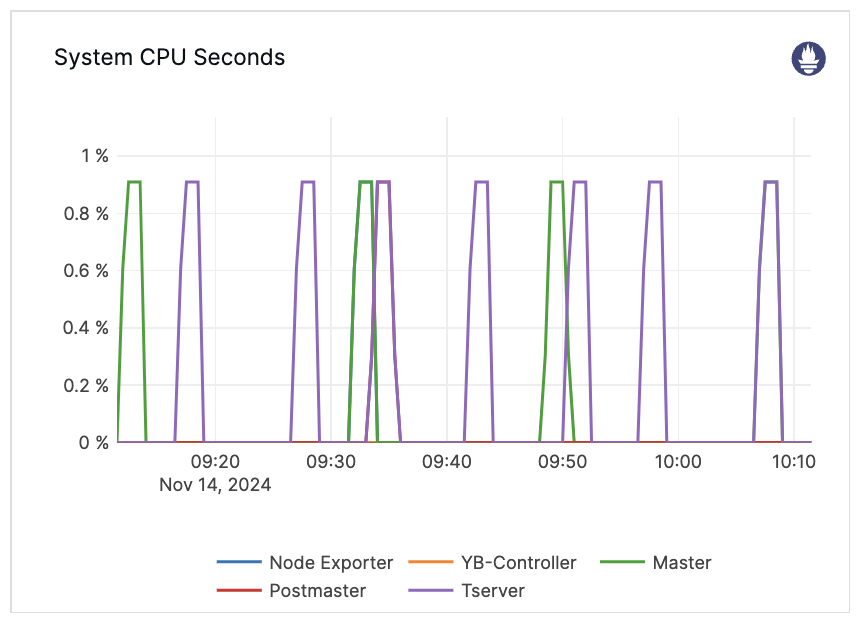 System CPU Seconds
1 %
0.8 %
0.6 %
0.4 %
0.2 %
0 %
09:20 09:30 09:40 09:50 10:00 10:10
Nov 14, 2024
Node Exporter YB-Controller Master
Postmaster Tserver